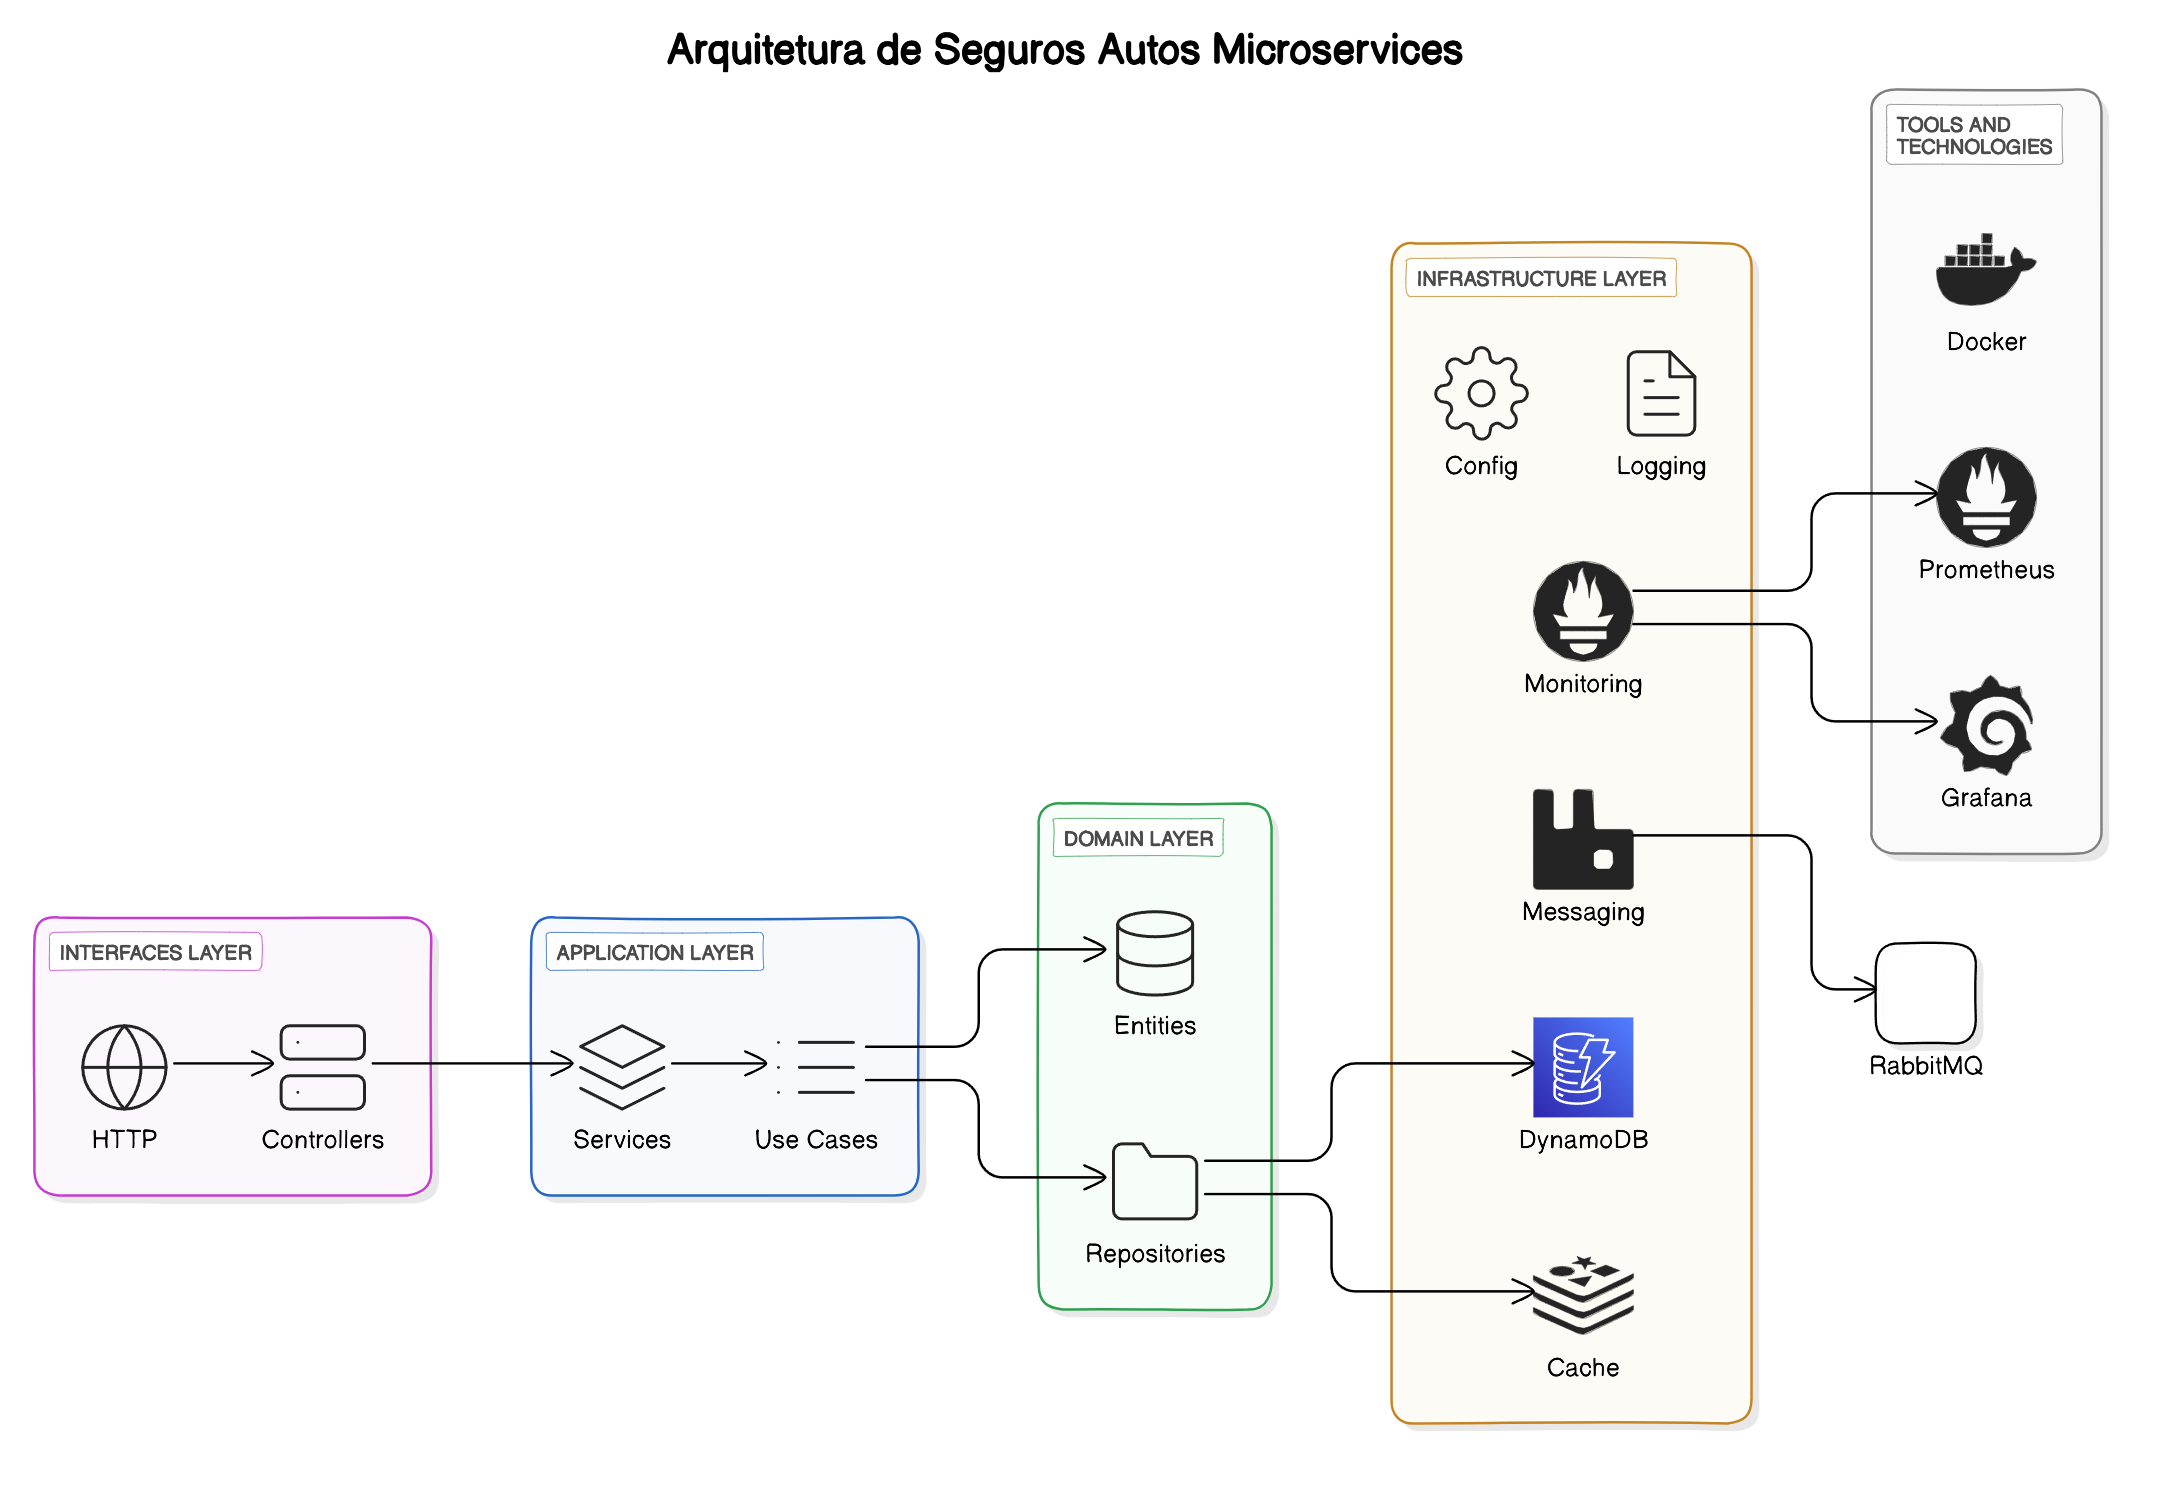 Arquitetura de Seguros Autos Microservices
TOOLS AND
TECHNOLOGIES
Docker
Prometheus
Grafana
INFRASTRUCTURE LAYER
Config
Logging
Monitoring
Messaging
DynamoDB
Cache
RabbitMQ
DOMAIN LAYER
Entities
Repositories
INTERFACES LAYER
HTTP
Controllers
APPLICATION LAYER
Services
Use Cases